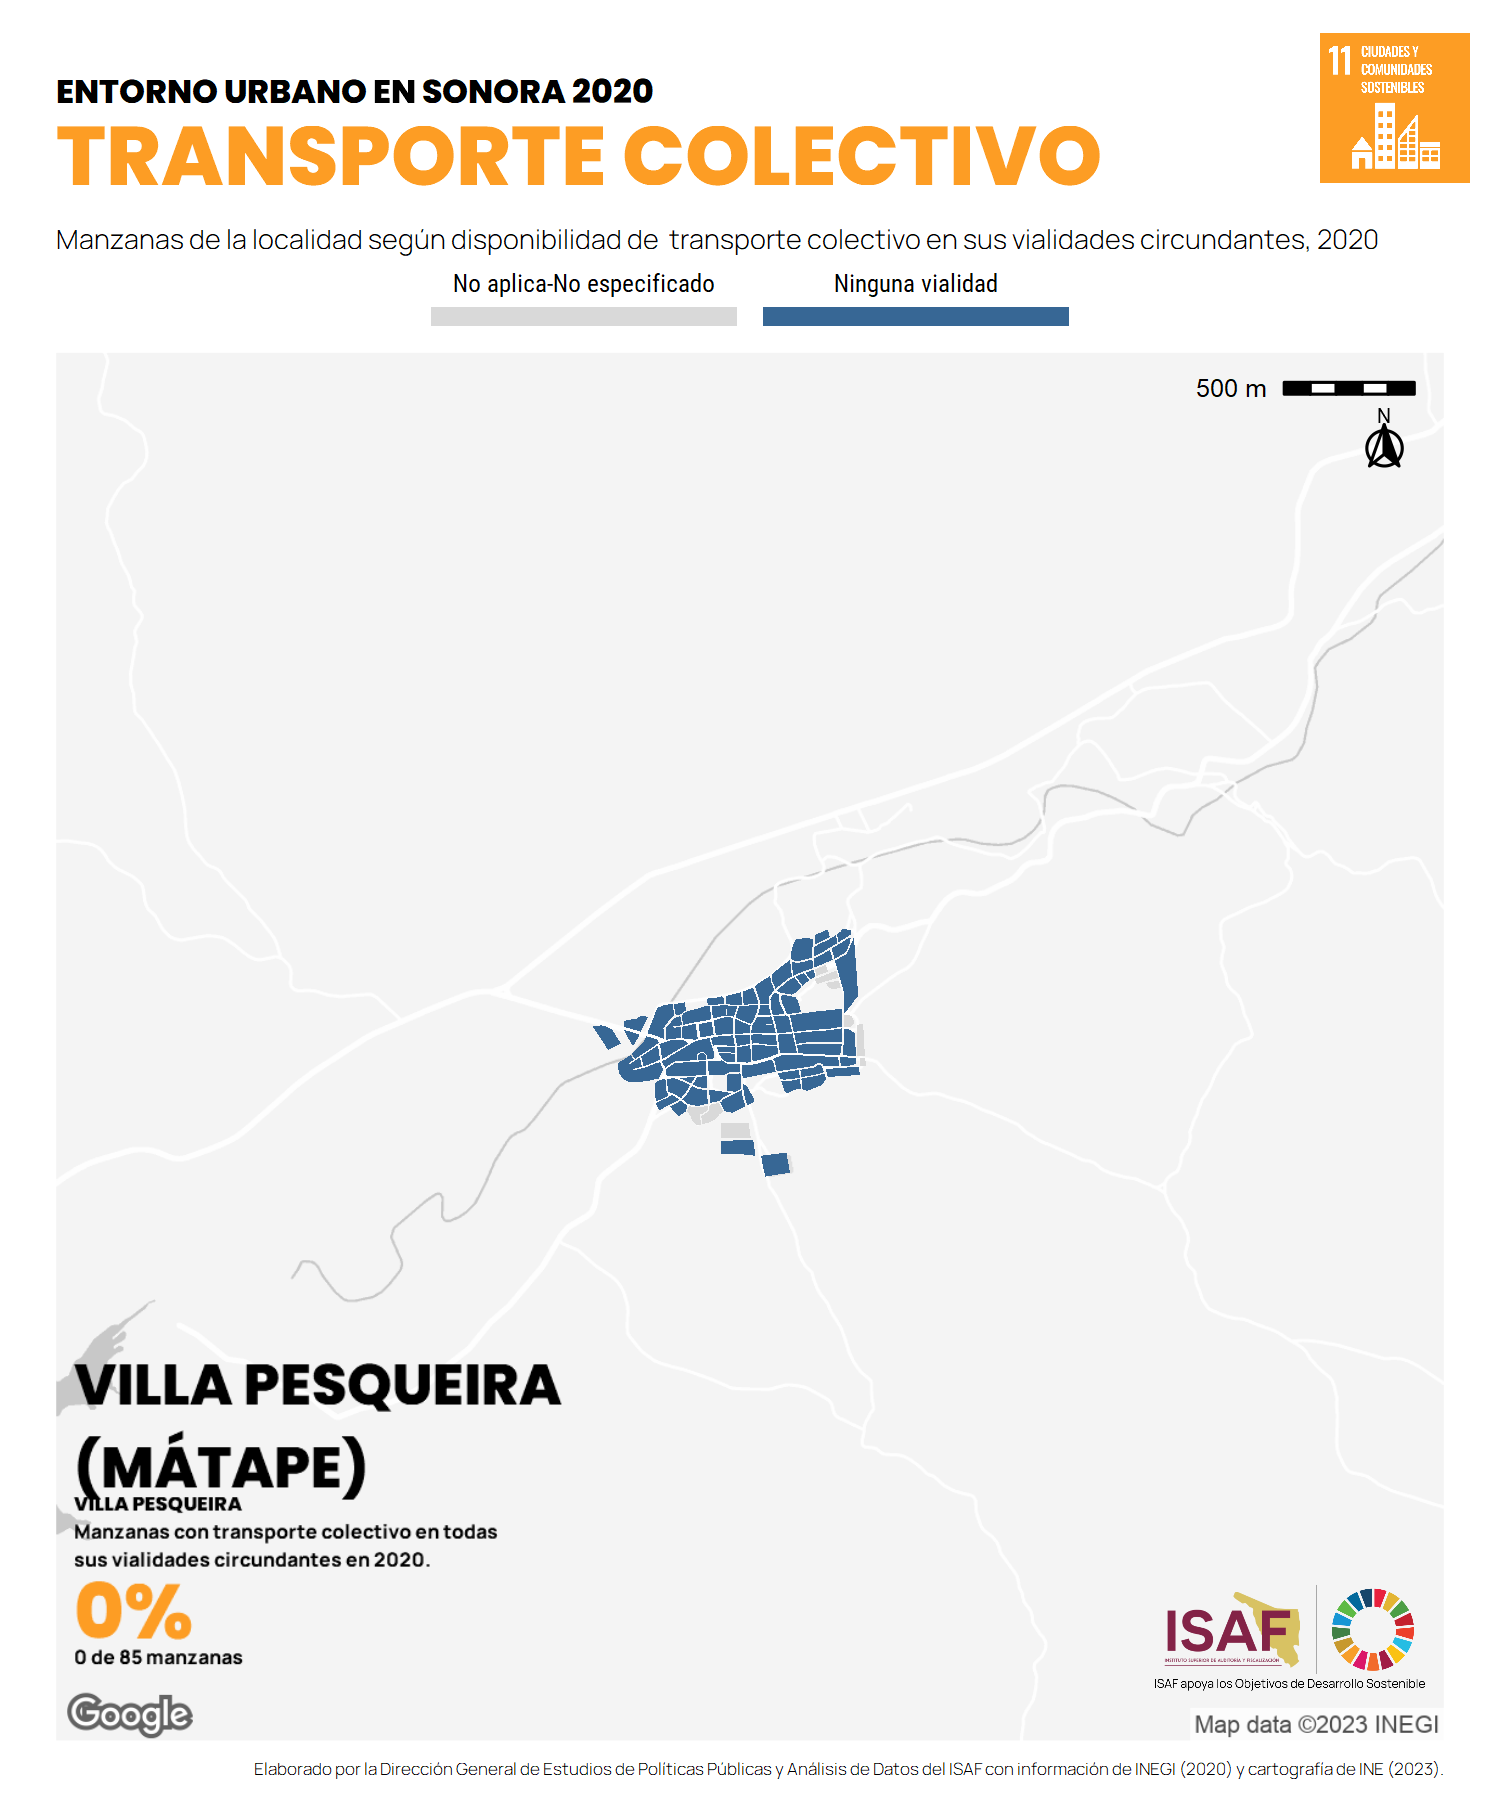 ENTORNO URBANO EN SONORA 2020
TRANSPORTE COLECTIVO
11 CIUDADES Y
COMUNIDADES
SOSTENIBLES
Manzanas de la localidad según disponibilidad de transporte colectivo en sus vialidades circundantes, 2020
No aplica-No especificado
Ninguna vialidad
500 m
N
VILLA PESQUEIRA
(MÁTAPE)
VILLA PESQUEIRA
Manzanas con transporte colectivo en todas
sus vialidades circundantes en 2020.
0%
0 de 85 manzanas
Google
ISAF
INSTITUTO SUPERIOR DE AUDITORÍA Y FISCALIZACIÓN
ISAF apoya los Objetivos de Desarrollo Sostenible
Map data ©2023 INEGI
Elaborado por la Dirección General de Estudios de Políticas Públicas y Análisis de Datos del ISAF con información de INEGI (2020) y cartografía de INE (2023).